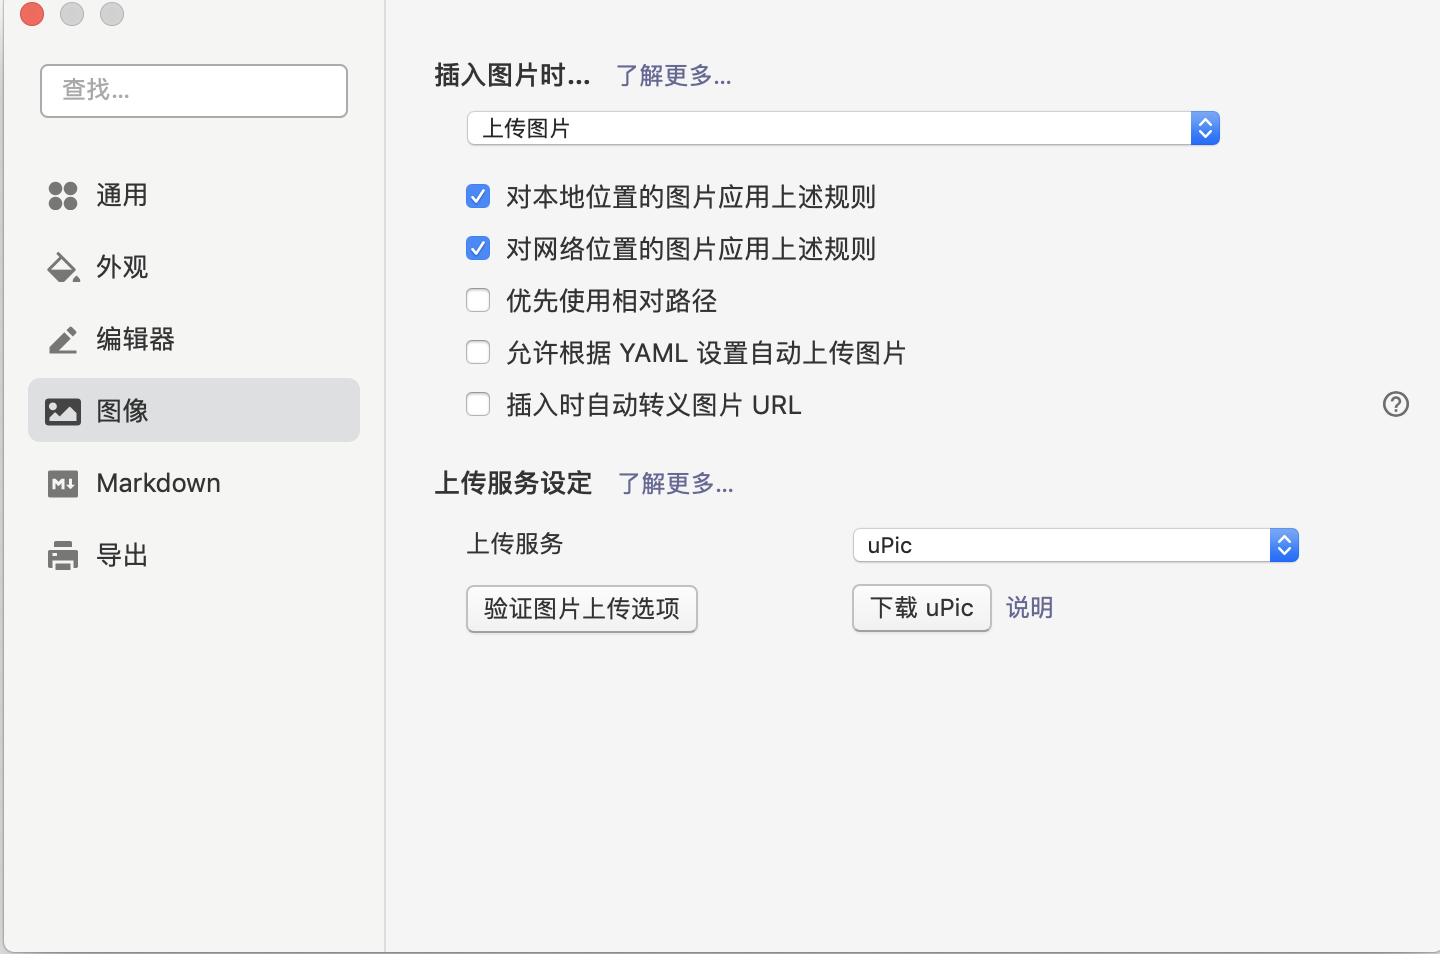 查找...
通用
外观
编辑器
图像
Markdown
导出
插入图片时... 了解更多...
上传图片
对本地位置的图片应用上述规则
对网络位置的图片应用上述规则
优先使用相对路径
允许根据 YAML 设置自动上传图片
插入时自动转义图片 URL
上传服务设定 了解更多...
上传服务 uPic
验证图片上传选项 下载 uPic 说明